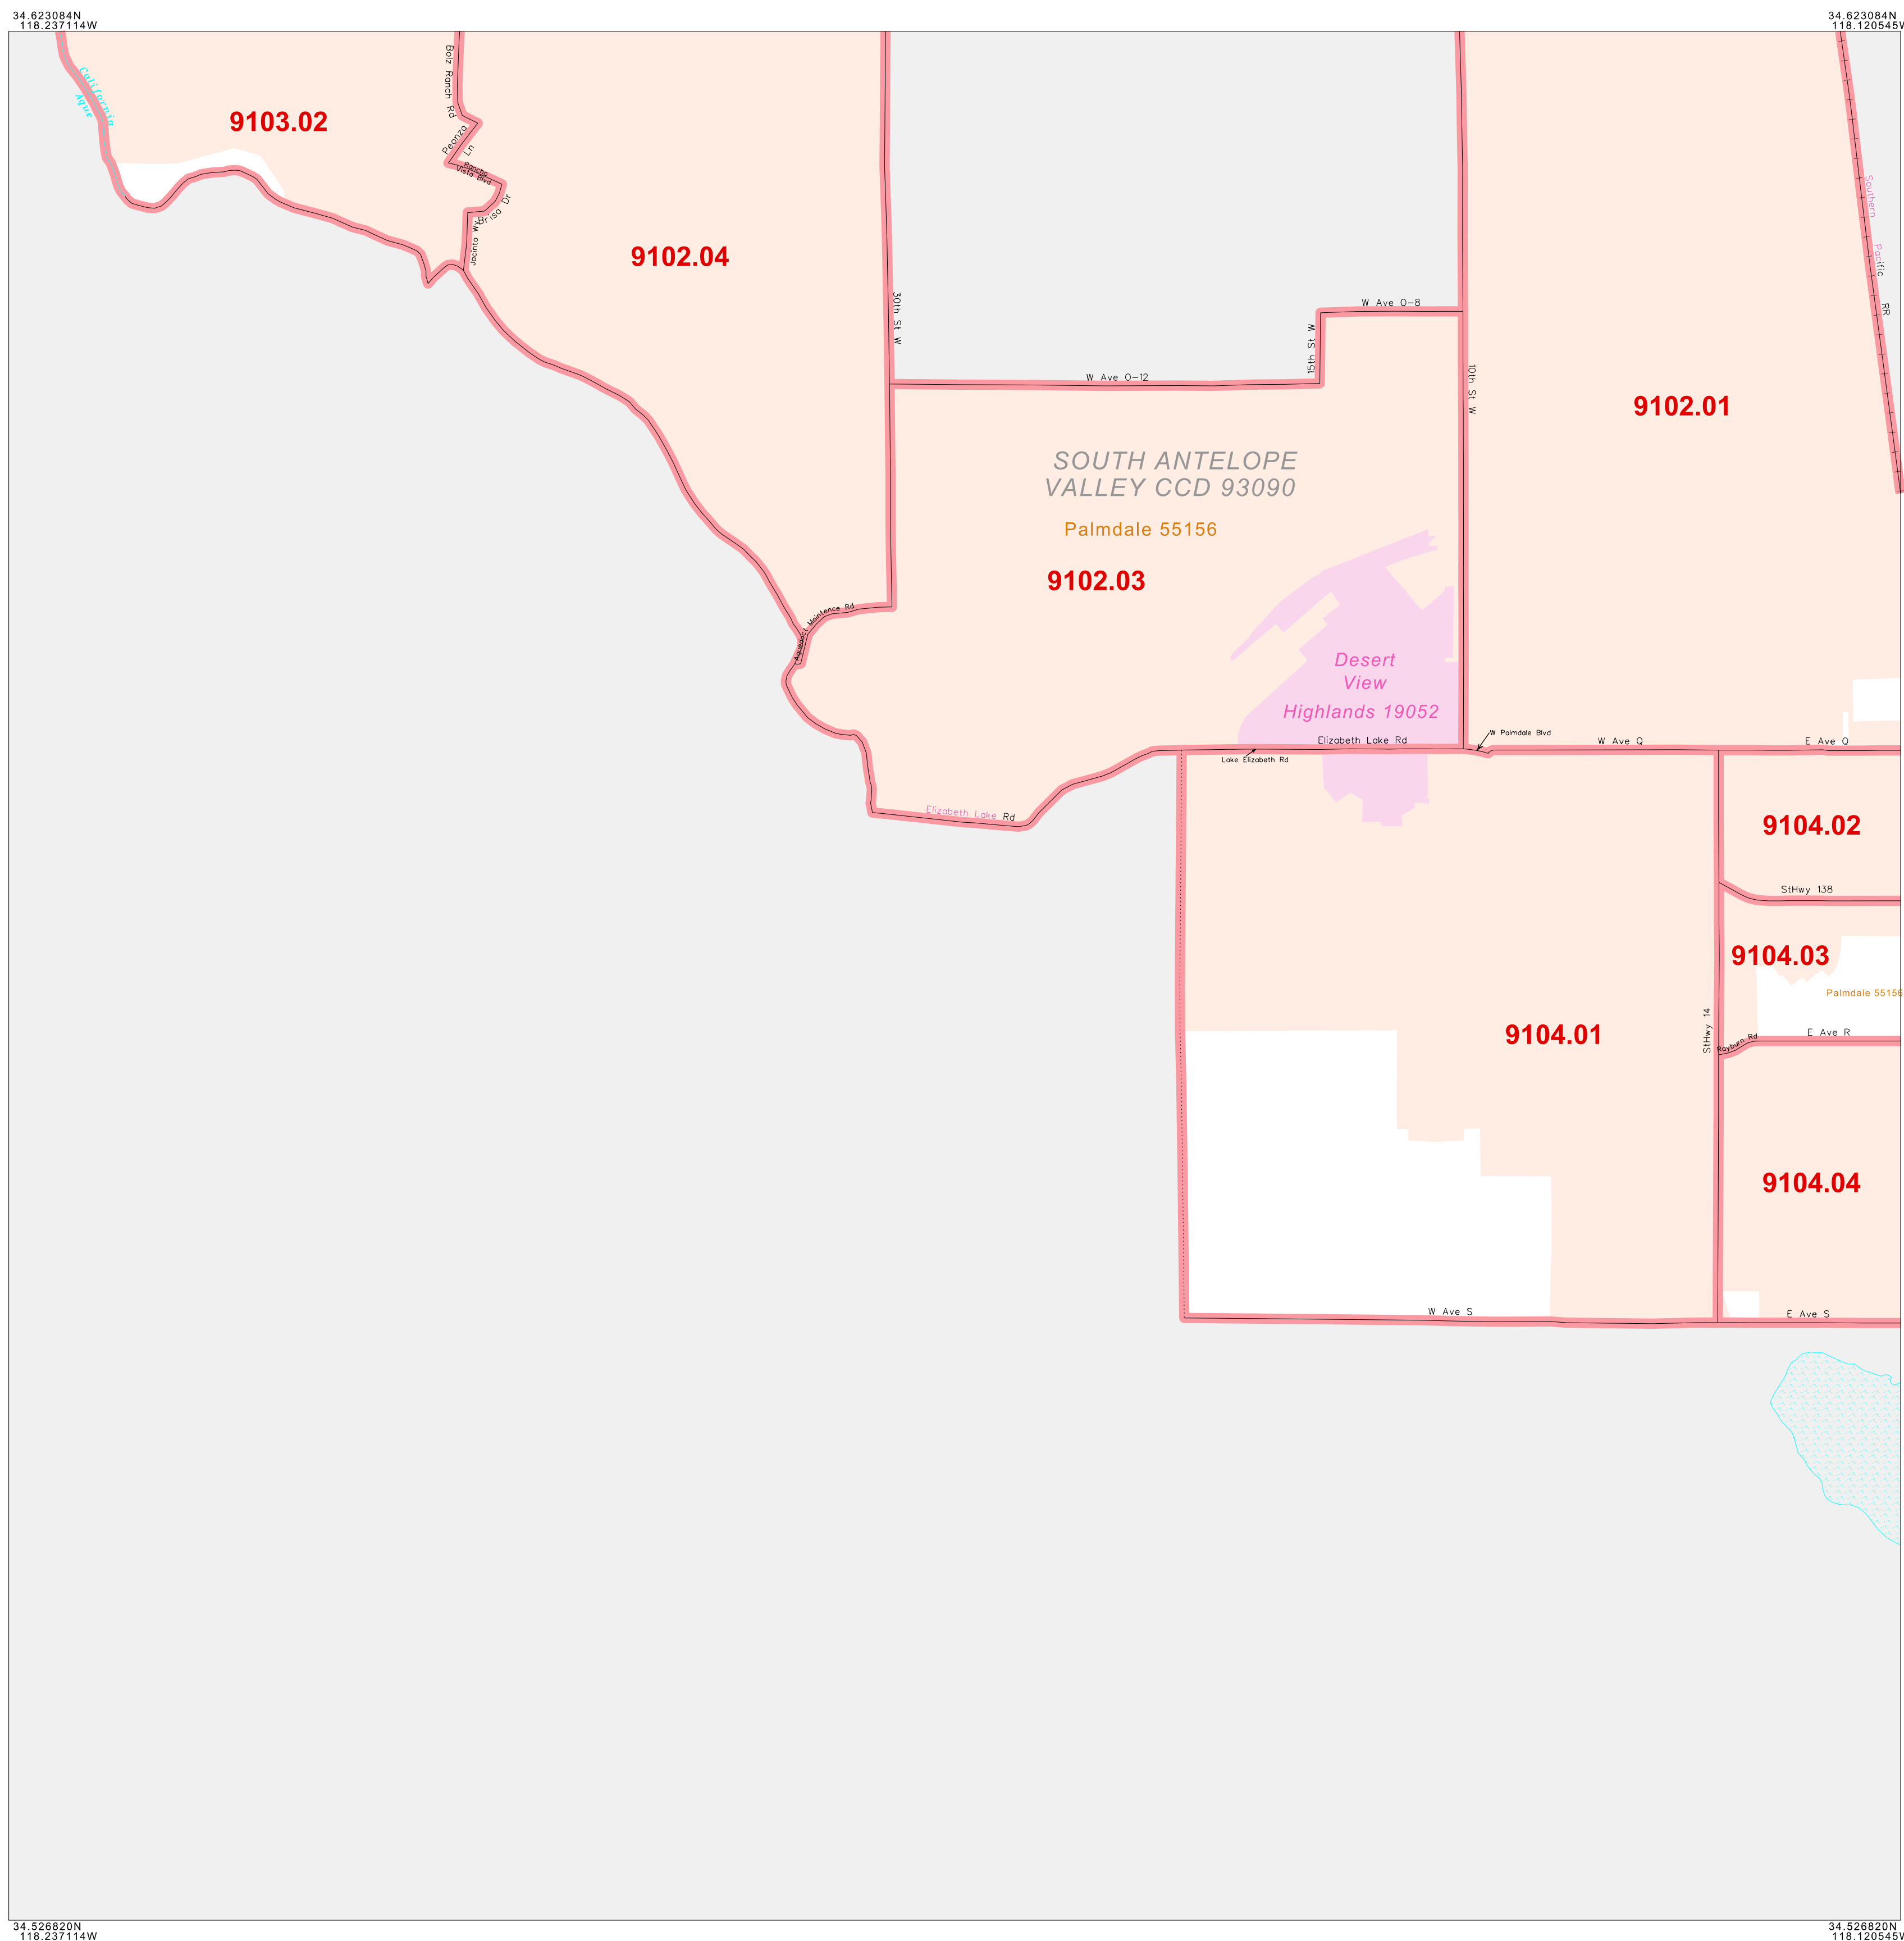 34.623084N
118.237114W
34.623084N
118.120545W
California
Aque
Bolz Ranch Rd
9103.02
Peonza
Ln
Rancho
Vista Blvd
Brisa Dr
Jacinto Wy
9102.04
Southern Pacific RR
30th St W
W Ave O-8
15th St W
W Ave O-12
10th St W
9102.01
SOUTH ANTELOPE
VALLEY CCD 93090
Palmdale 55156
9102.03
Aqueduct Maintence Rd
Desert
View
Highlands 19052
Elizabeth Lake Rd
Lake Elizabeth Rd
W Palmdale Blvd
W Ave Q
E Ave Q
Elizabeth Lake Rd
9104.02
StHwy 138
9104.03
Palmdale 55156
StHwy 14
9104.01
E Ave R
Rayburn Rd
9104.04
W Ave S
E Ave S
34.526820N
118.237114W
34.526820N
118.120545W